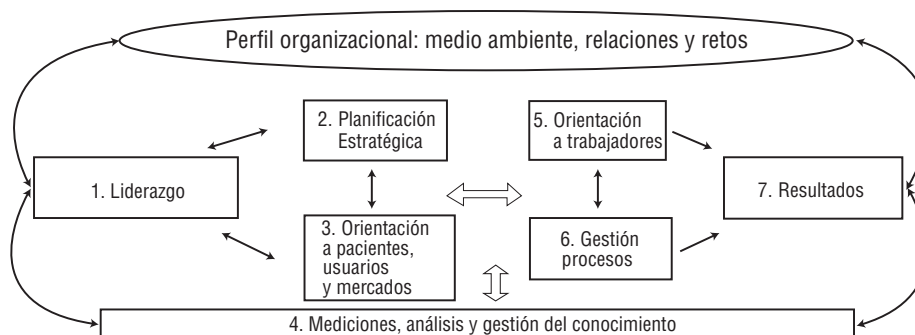 Perfil organizacional: medio ambiente, relaciones y retos
2. Planificación
Estratégica
5. Orientación
a trabajadores
1. Liderazgo
7. Resultados
3. Orientación
a pacientes,
usuarios
y mercados
6. Gestión
procesos
4. Mediciones, análisis y gestión del conocimiento